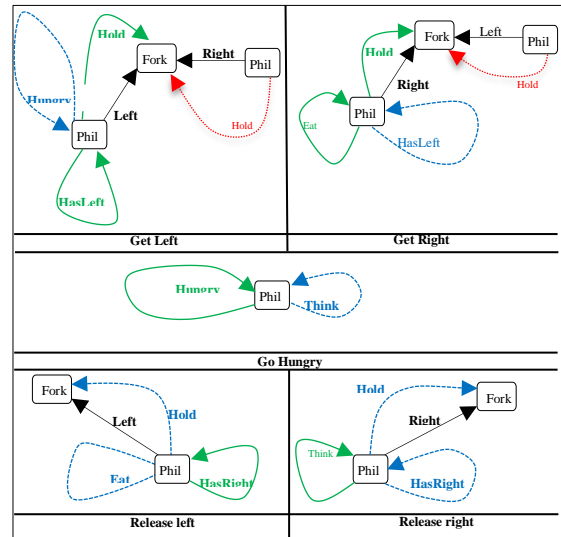 Hold
Fork
Right
Phil
Hungry
Left
Phil
Hold
HasLeft
Get Left
Fork
Left
Phil
Hold
Right
Hold
Phil
Eat
HasLeft
Get Right
Hungry
Phil
Think
Go Hungry
Fork
Left
Hold
Phil
Eat
HasRight
Release left
Hold
Fork
Right
Think
Phil
HasRight
Release right